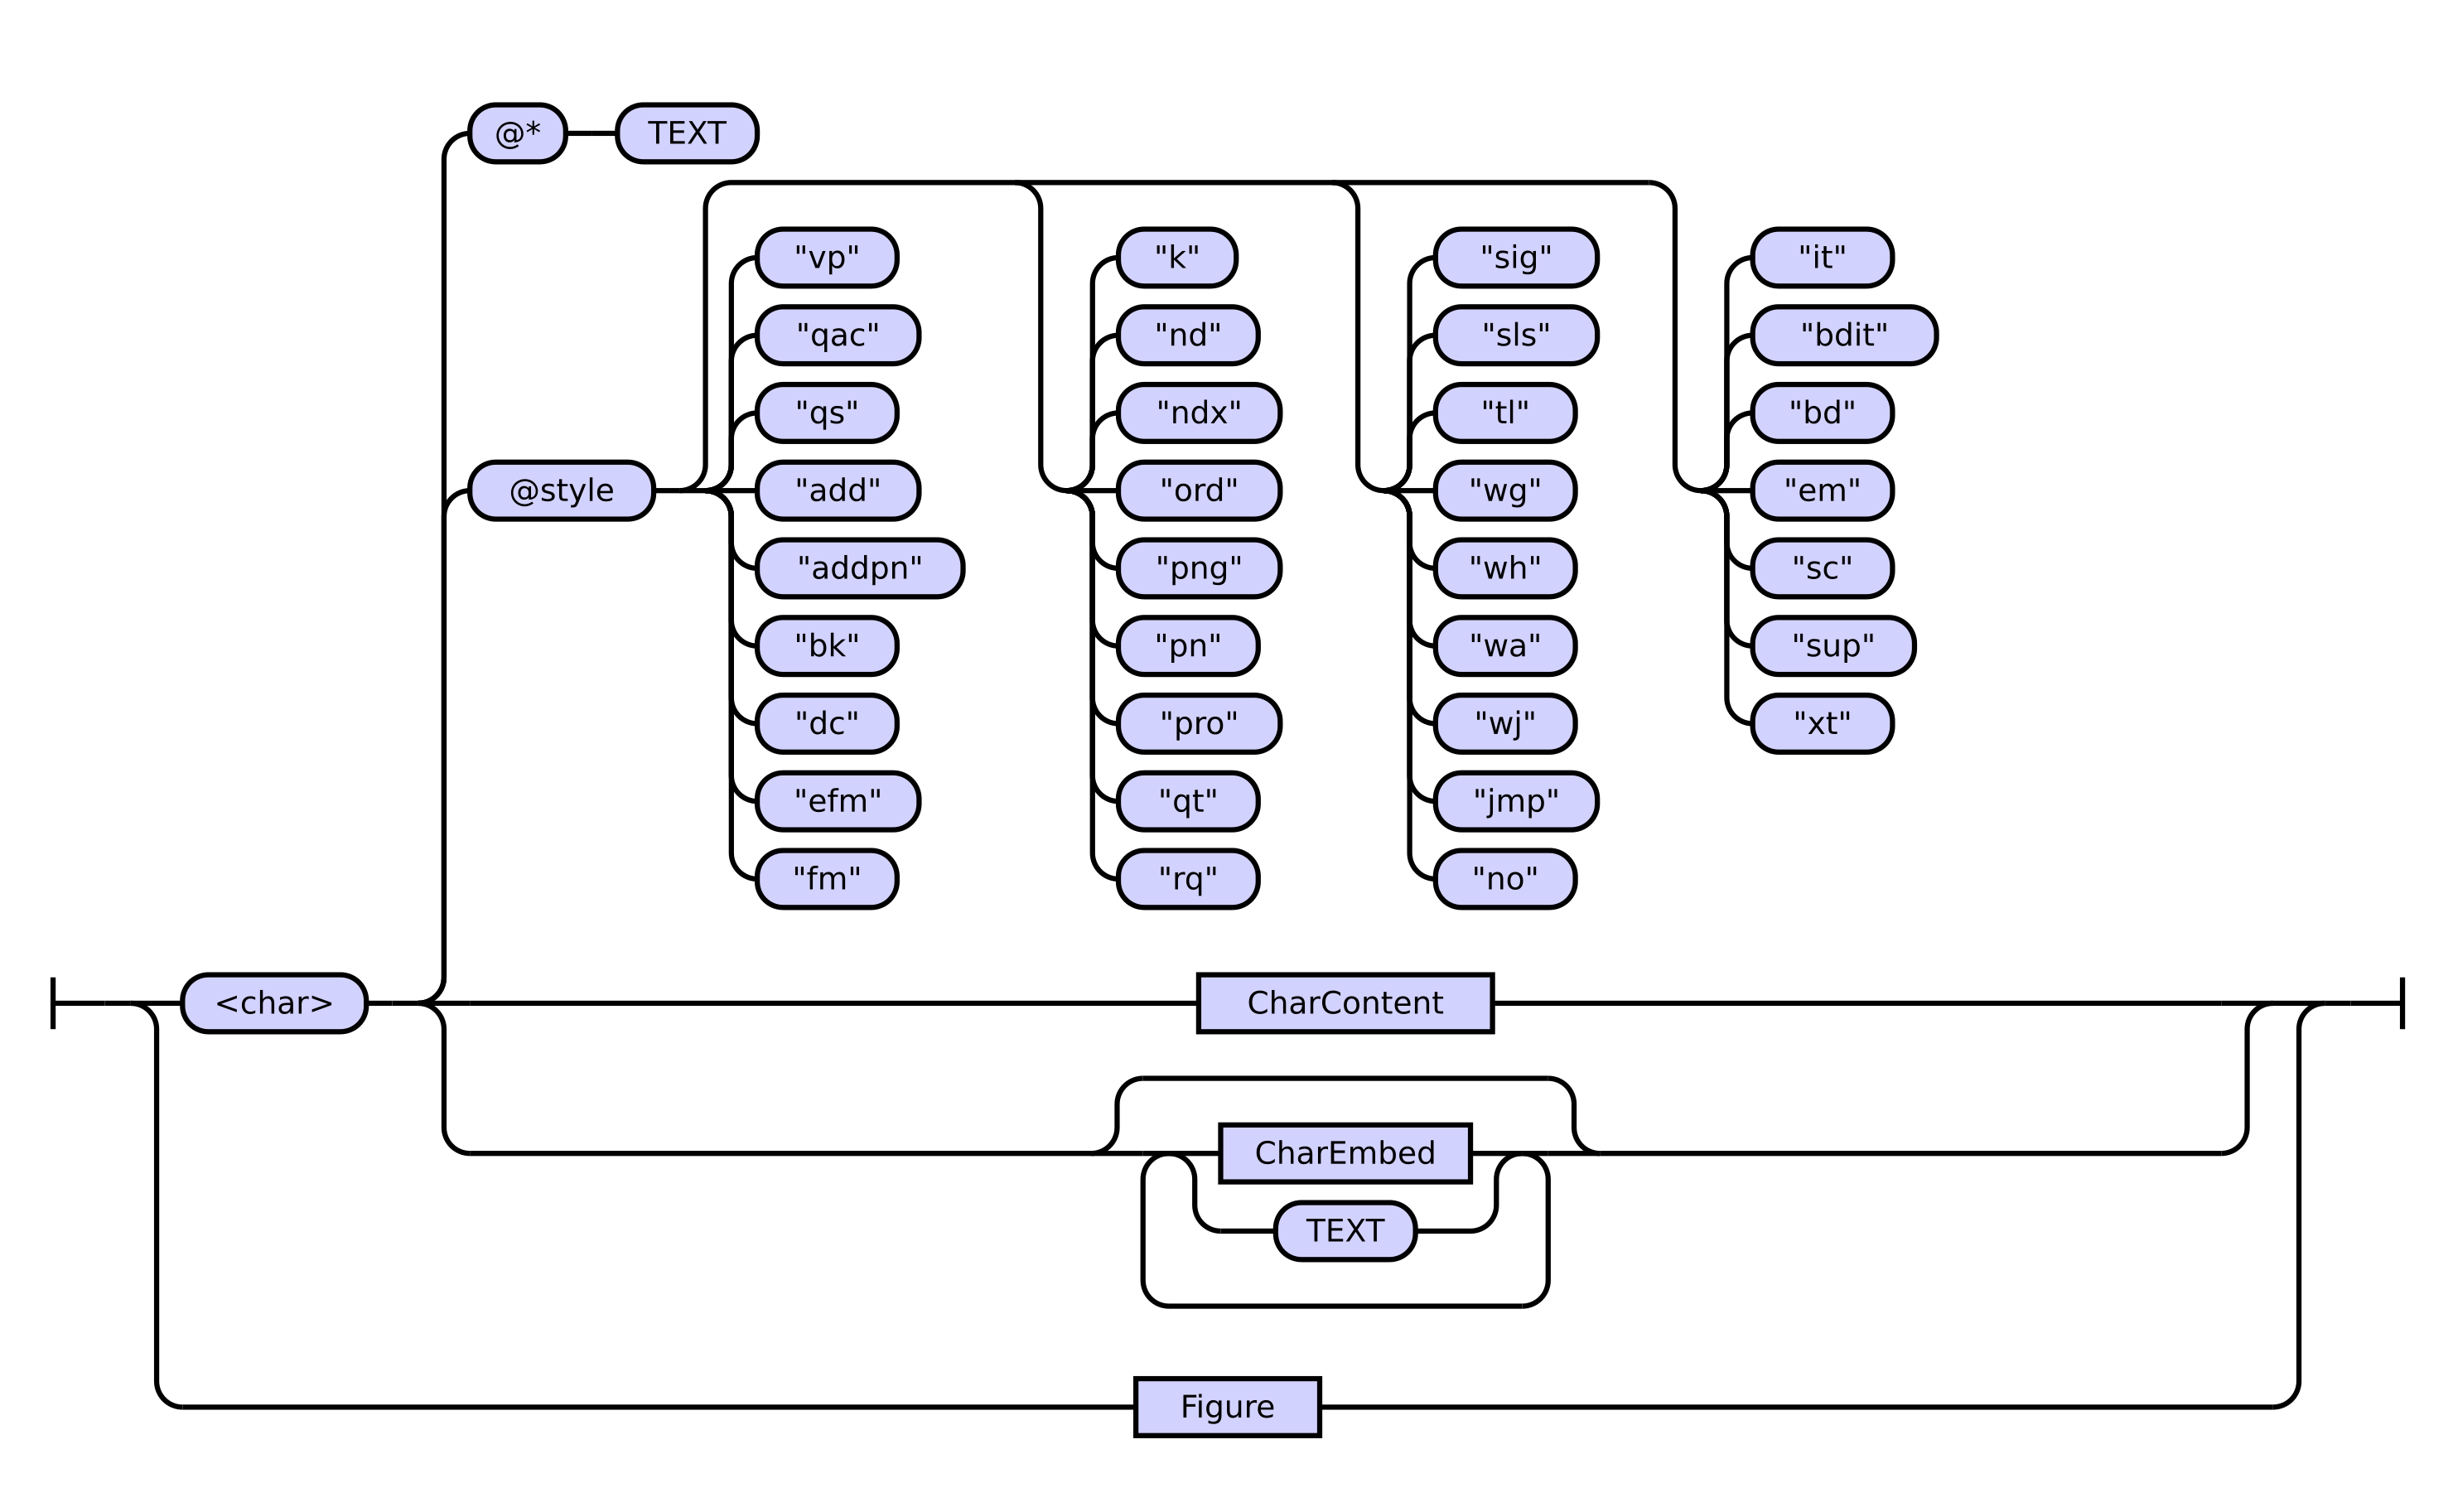 @* TEXT
"vp" "k" "sig" "it"
"qac" "nd" "sls" "bdit"
"qs" "ndx" "tl" "bd"
@style "add" "ord" "wg" "em"
"addpn" "png" "wh" "sc"
"bk" "pn" "wa" "sup"
"dc" "pro" "wj" "xt"
"efm" "qt" "jmp"
"fm" "rq" "no"
<char> CharContent
CharEmbed
TEXT
Figure